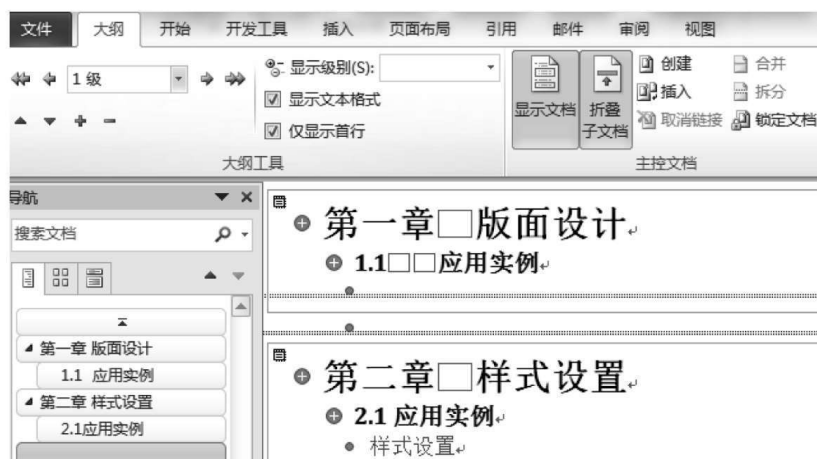 文件 大纲 开始 开发工具 插入 页面布局 引用 邮件 审阅 视图
1 级
显示级别(S):
显示文本格式
仅显示首行
大纲工具
显示文档
折叠
子文档
创建
插入
取消链接
合并
拆分
锁定文档
主控文档
导航
搜索文档
第一章 版面设计
1.1 应用实例
第二章 样式设置
2.1应用实例
第一章□版面设计
1.1□□应用实例
第二章□样式设置
2.1 应用实例
样式设置